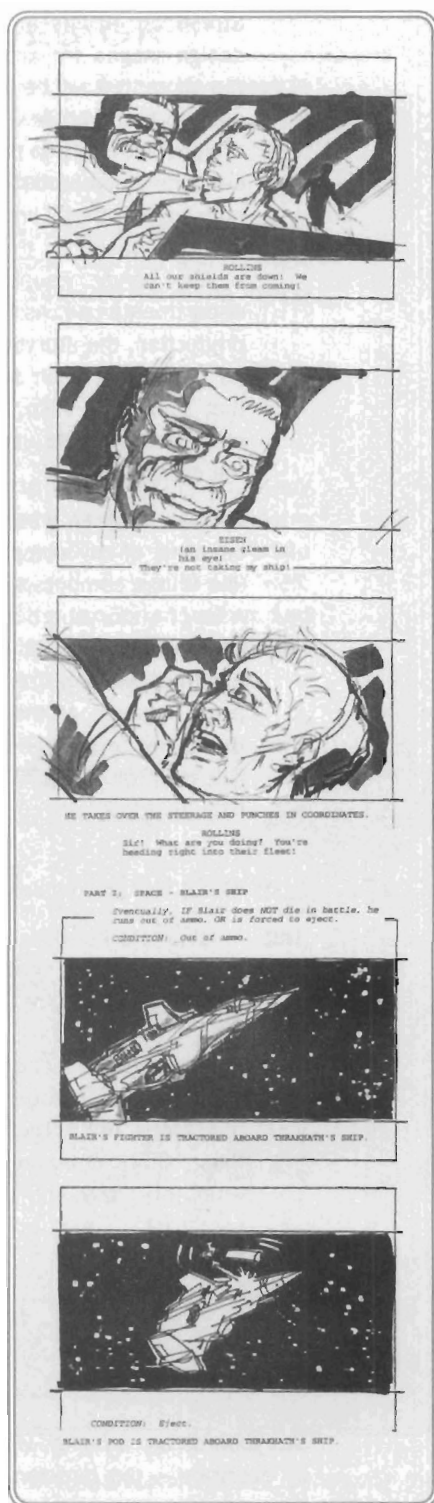 ROLLINS
All our shields are down! We
can't keep them from coming!
EISEN
(an insane gleam in
his eye)
They're not taking my ship!
HE TAKES OVER THE STEERAGE AND PUNCHES IN COORDINATES.
ROLLINS
Sir! What are you doing? You're
heading right into their fleet!
PART I: SPACE - BLAIR'S SHIP
Eventually, IF Blair does NOT die in battle, he
runs out of ammo, OR is forced to eject.
CONDITION: Out of ammo.
BLAIR'S FIGHTER IS TRACTORED ABOARD THRAKHATH'S SHIP.
CONDITION: Eject.
BLAIR'S POD IS TRACTORED ABOARD THRAKHATH'S SHIP.